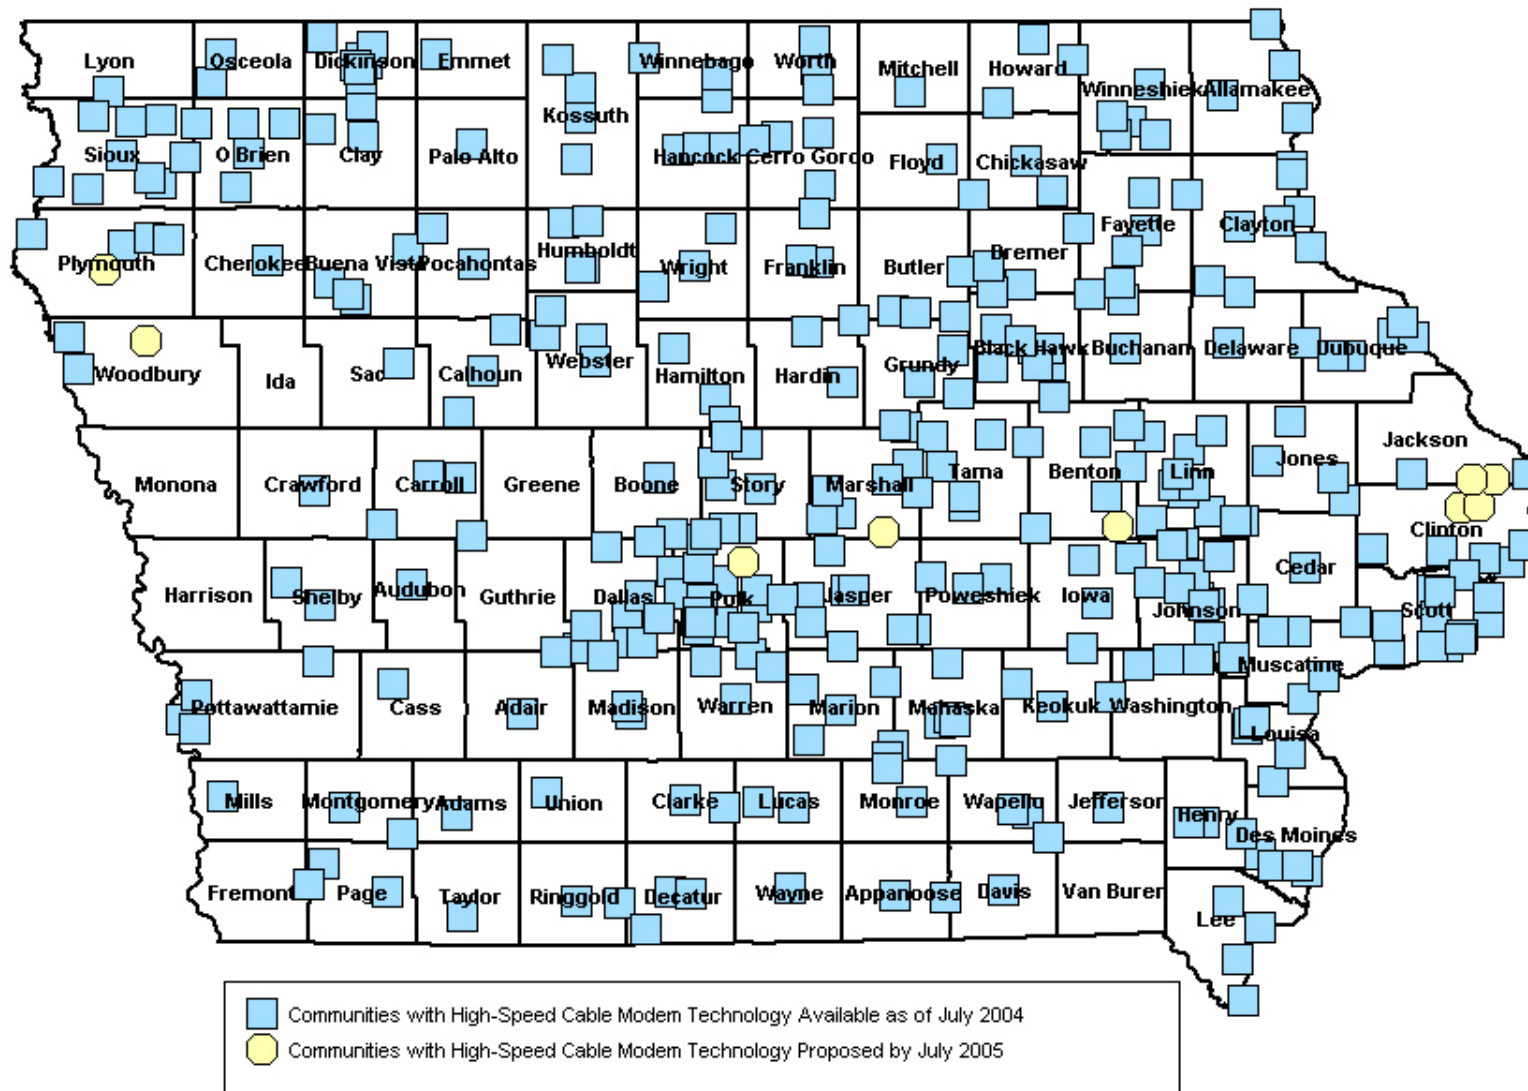 Lyon
Osceola
Dickinson
Emmet
Winnebago
Worth
Mitchell
Howard
Winneshiek
Allamakee
Kossuth
Sioux
O Brien
Clay
Palo Alto
Hancock
Cerro Gordo
Floyd
Chickasaw
Fayette
Clayton
Plymouth
Cherokee
Buena Vista
Pocahontas
Humboldt
Wright
Franklin
Butler
Bremer
Woodbury
Ida
Sac
Calhoun
Webster
Hamilton
Hardin
Grundy
Black Hawk
Buchanan
Delaware
Dubuque
Monona
Crawford
Carroll
Greene
Boone
Story
Marshall
Tama
Benton
Linn
Jones
Jackson
Clinton
Harrison
Shelby
Audubon
Guthrie
Dallas
Polk
Jasper
Poweshiek
Iowa
Johnson
Cedar
Scott
Muscatine
Pottawattamie
Cass
Adair
Madison
Warren
Marion
Mahaska
Keokuk
Washington
Louisa
Mills
Montgomery
Adams
Union
Clarke
Lucas
Monroe
Wapello
Jefferson
Henry
Des Moines
Fremont
Page
Taylor
Ringgold
Decatur
Wayne
Appanoose
Davis
Van Burer
Lee
Communities with High-Speed Cable Modem Technology Available as of July 2004
Communities with High-Speed Cable Modem Technology Proposed by July 2005